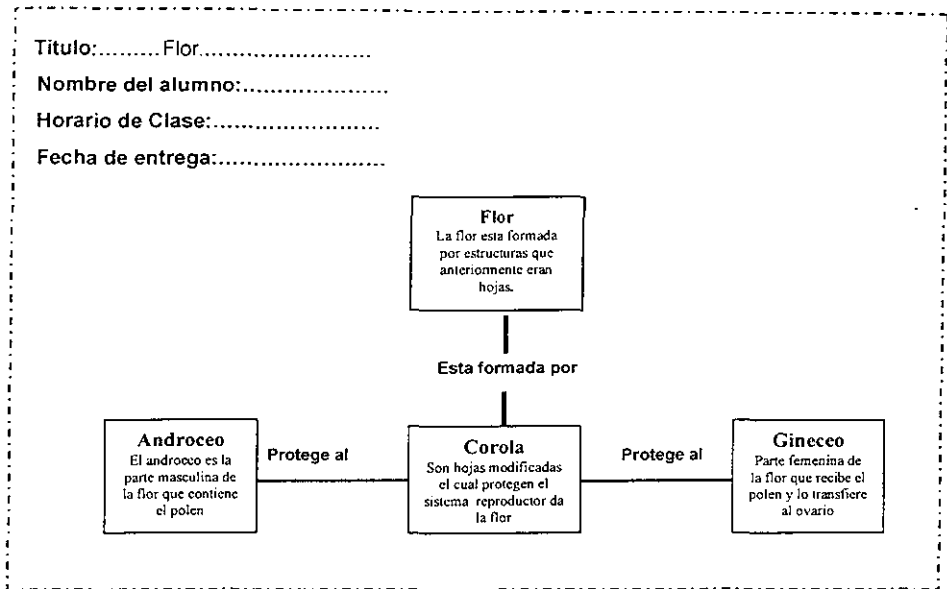 Titulo:.........Flor.........................
Nombre del alumno:.....................
Horario de Clase:........................
Fecha de entrega:........................
Flor
La flor esta formada
por estructuras que
anteriormente eran
hojas.
Esta formada por
Androceo
El androceo es la
parte masculina de
la flor que contiene
el polen
Protege al
Corola
Son hojas modificadas
el cual protegen el
sistema reproductor da
la flor
Protege al
Gineceo
Parte femenina de
la flor que recibe el
polen y lo transfiere
al ovario